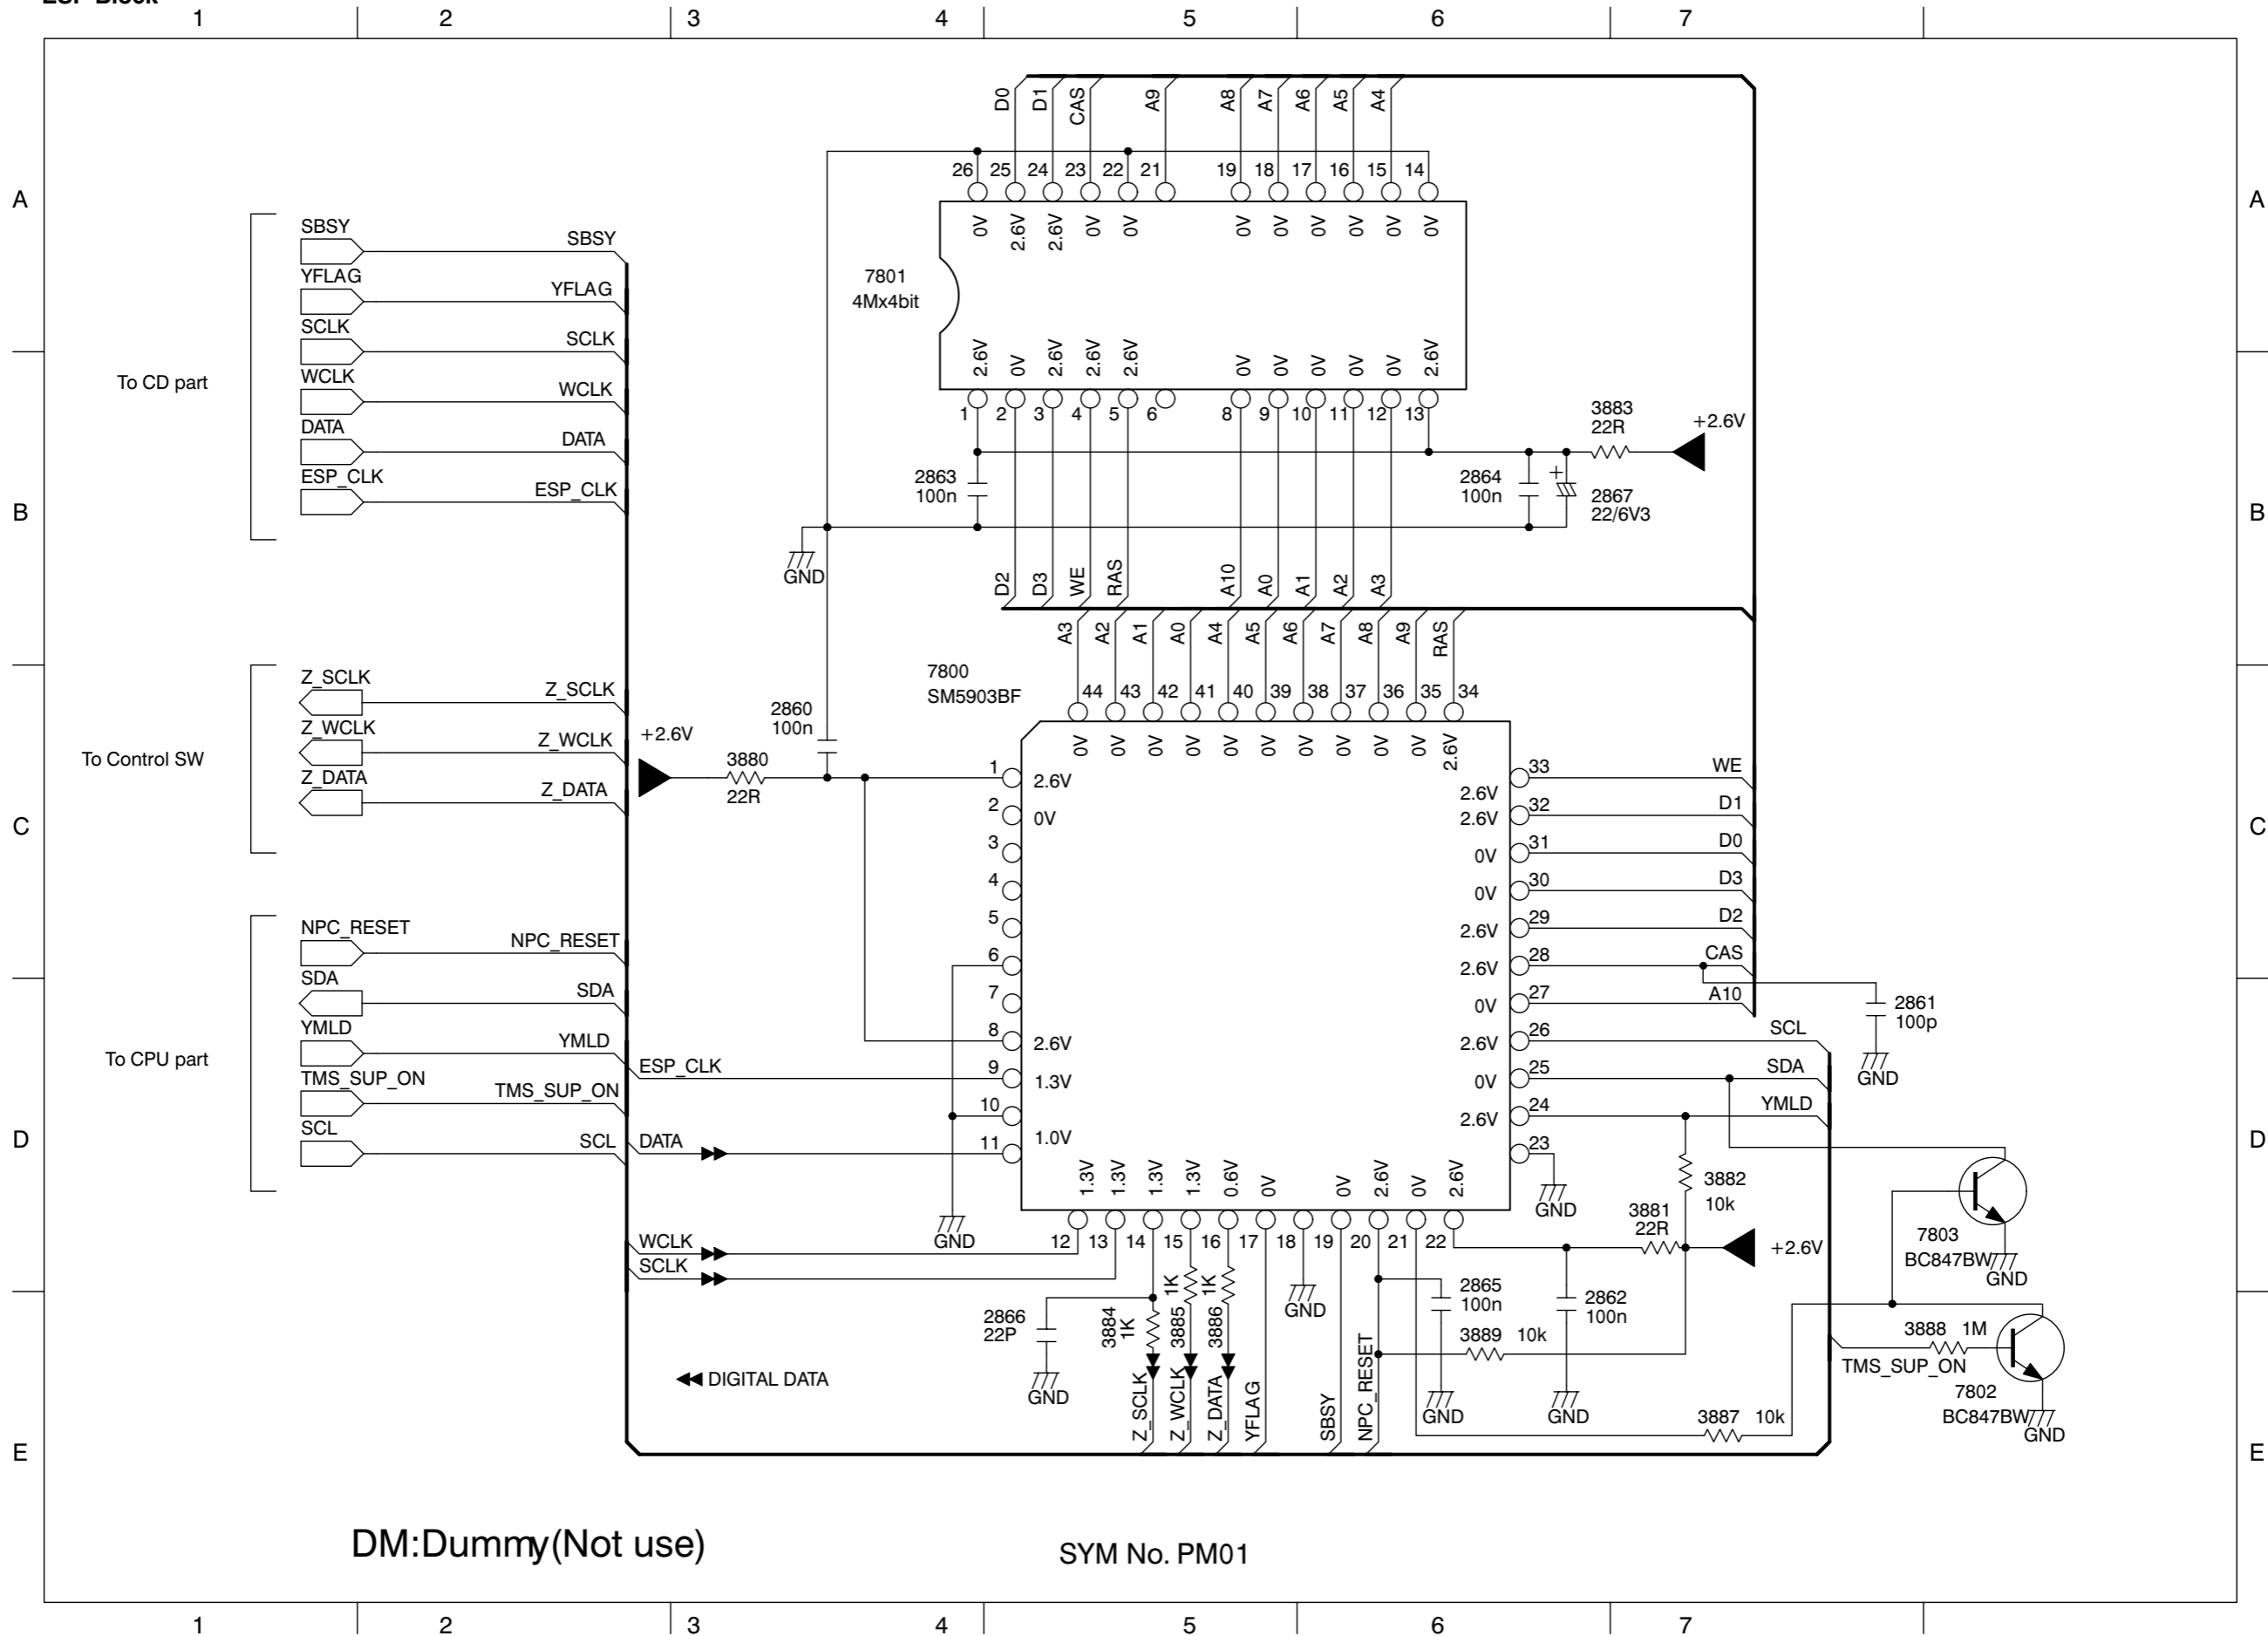 1 2 3 4 5 6 7
D0 D1 CAS A9 A8 A7 A6 A5 A4
26 25 24 23 22 21 19 18 17 16 15 14
0V 2.6V 2.6V 0V 0V 0V 0V 0V 0V 0V 0V
A A
7801
4Mx4bit
2.6V 0V 2.6V 2.6V 2.6V 0V 0V 0V 0V 0V 2.6V
1 2 3 4 5 6 8 9 10 11 12 13
SBSY SBSY
YFLAG YFLAG
SCLK SCLK
To CD part
WCLK WCLK
DATA DATA
ESP_CLK ESP_CLK
3883
22R
+2.6V
2863
100n
2864
100n
+
2867
22/6V3
B B
GND
D2 D3 WE RAS A10 A0 A1 A2 A3
A3 A2 A1 A0 A4 A5 A6 A7 A8 A9 RAS
7800
SM5903BF
44 43 42 41 40 39 38 37 36 35 34
0V 0V 0V 0V 0V 0V 0V 0V 0V 0V 2.6V
Z_SCLK Z_SCLK
To Control SW
Z_WCLK Z_WCLK
Z_DATA Z_DATA
+2.6V
2860
100n
3880
22R
C C
1 2.6V
2 0V
3
4
5
6
7
8 2.6V
9 1.3V
10
11 1.0V
2.6V 33 WE
2.6V 32 D1
0V 31 D0
0V 30 D3
2.6V 29 D2
2.6V 28 CAS
0V 27 A10
2.6V 26 SCL
0V 25 SDA
2.6V 24 YMLD
23
GND
2861
100p
GND
NPC_RESET NPC_RESET
SDA SDA
To CPU part
YMLD YMLD
TMS_SUP_ON TMS_SUP_ON
SCL SCL
ESP_CLK
DATA
WCLK
SCLK
GND
D D
1.3V 1.3V 1.3V 1.3V 0.6V 0V 0V 2.6V 0V 2.6V
12 13 14 15 16 17 18 19 20 21 22
3882
10k
3881
22R
+2.6V
7803
BC847BW
GND
2866
22P
GND
3884
1K
3885
1K
3886
1K
GND
2865
100n
2862
100n
3889 10k
GND
GND
3888 1M
TMS_SUP_ON
7802
BC847BW
GND
3887 10k
DIGITAL DATA
Z_SCLK Z_WCLK Z_DATA YFLAG SBSY NPC_RESET
E E
DM:Dummy(Not use)
SYM No. PM01
1 2 3 4 5 6 7